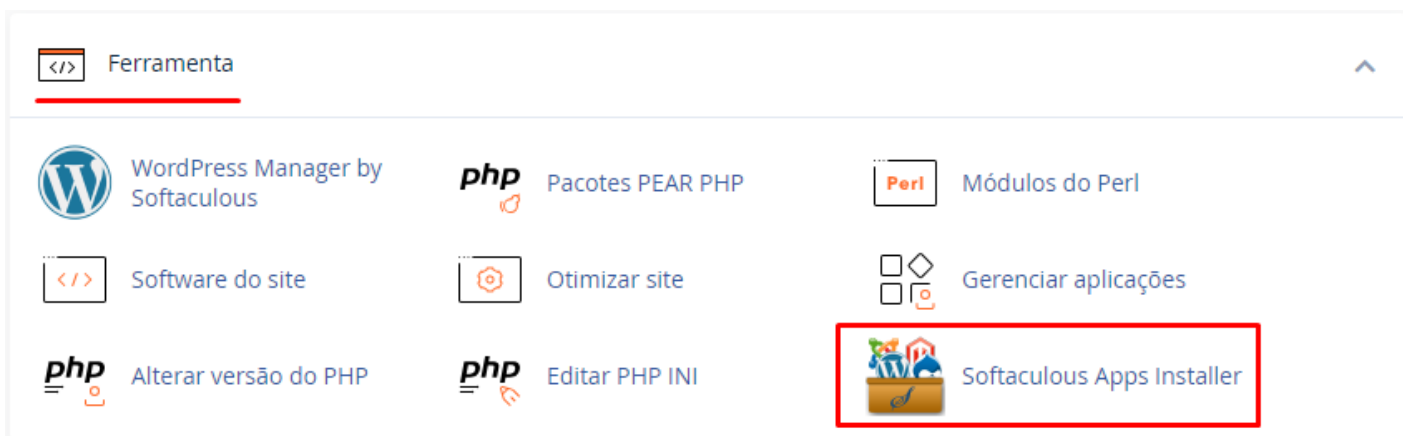 </> Ferramenta
WordPress Manager by
Softaculous
php Pacotes PEAR PHP
Perl Módulos do Perl
</> Software do site
Otimizar site
Gerenciar aplicações
php Alterar versão do PHP
php Editar PHP INI
Softaculous Apps Installer